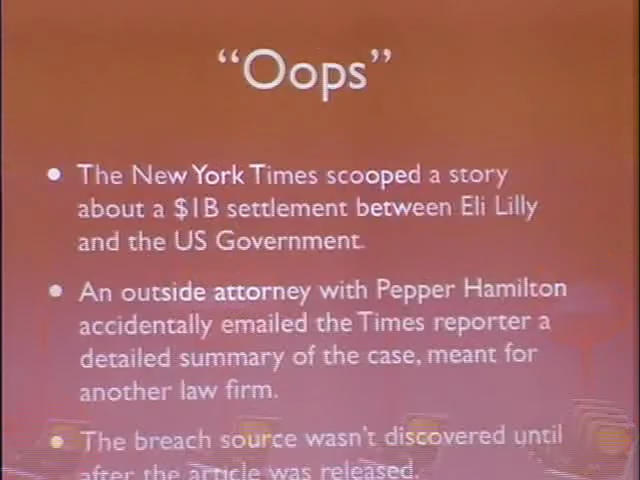 “Oops”
• The New York Times scooped a story
about a $1B settlement between Eli Lilly
and the US Government.
• An outside attorney with Pepper Hamilton
accidentally emailed the Times reporter a
detailed summary of the case, meant for
another law firm.
• The breach source wasn't discovered until
after the article was released.